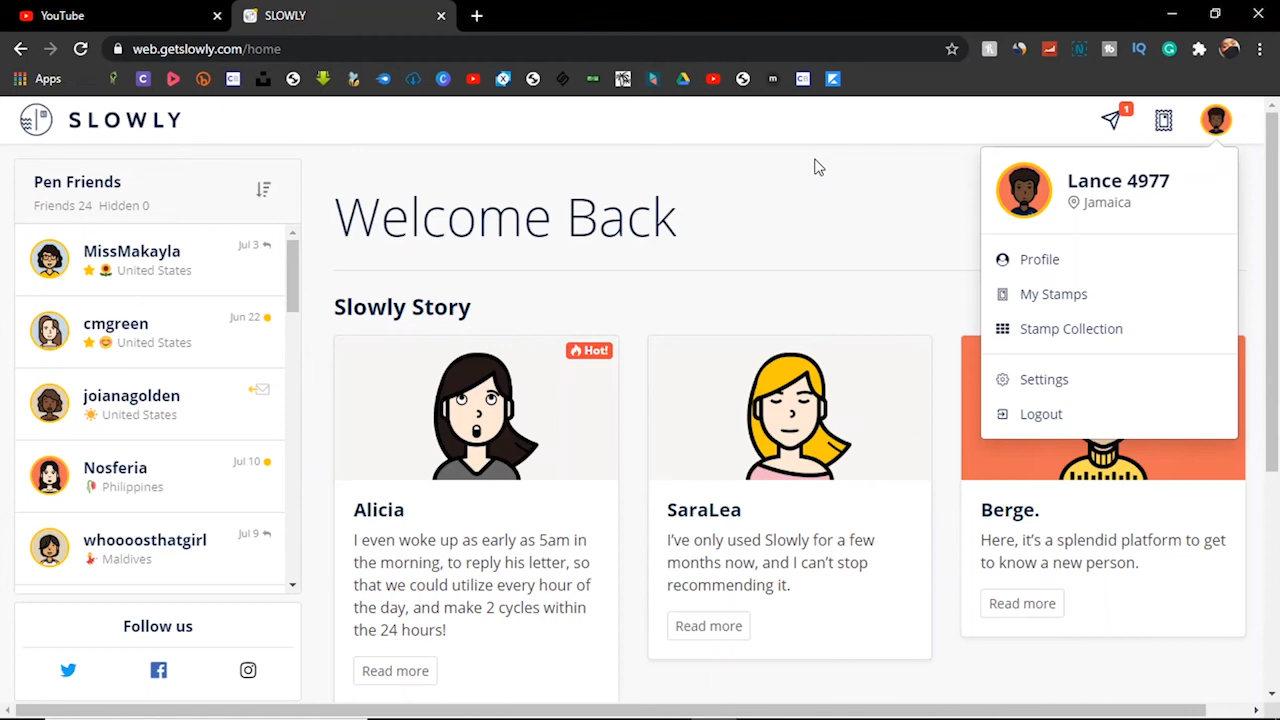 YouTube
SLOWLY
web.getslowly.com/home
Apps
SLOWLY
1
Lance 4977
Jamaica
Profile
My Stamps
Stamp Collection
Settings
Logout
Pen Friends
Friends 24 Hidden 0
MissMakayla
Jul 3
United States
cmgreen
Jun 22
United States
joianagolden
United States
Nosferia
Jul 10
Philippines
whoooosthatgirl
Jul 9
Maldives
Follow us
Welcome Back
Slowly Story
Hot!
Alicia
I even woke up as early as 5am in
the morning, to reply his letter, so
that we could utilize every hour of
the day, and make 2 cycles within
the 24 hours!
Read more
SaraLea
I've only used Slowly for a few
months now, and I can't stop
recommending it.
Read more
Berge.
Here, it's a splendid platform to get
to know a new person.
Read more